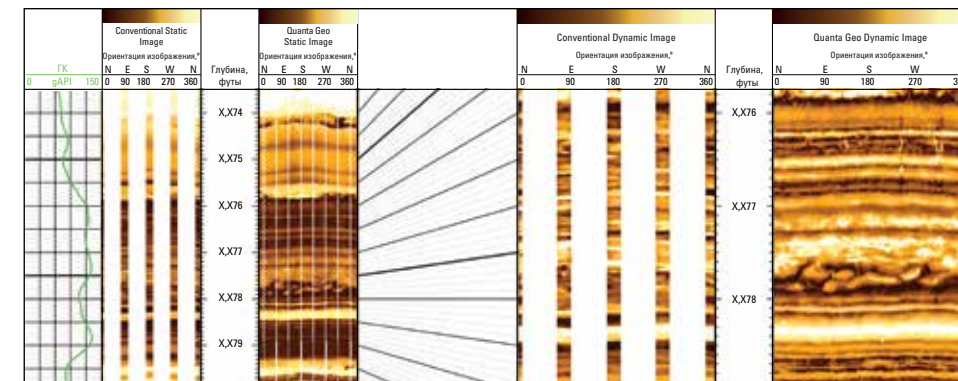 Conventional Static
Image
Ориентация изображения,°
N E S W N
0 90 180 270 360
Quanta Geo
Static Image
Ориентация изображения,°
N E S W N
0 90 180 270 360
Conventional Dynamic Image
Ориентация изображения,°
N E S W N
0 90 180 270 360
Quanta Geo Dynamic Image
Ориентация изображения,°
N E S W
0 90 180 270
ГК
0 gAPI 150
Глубина,
футы
Глубина,
футы
X,X74
X,X75
X,X76
X,X77
X,X78
X,X79
X,X76
X,X77
X,X78